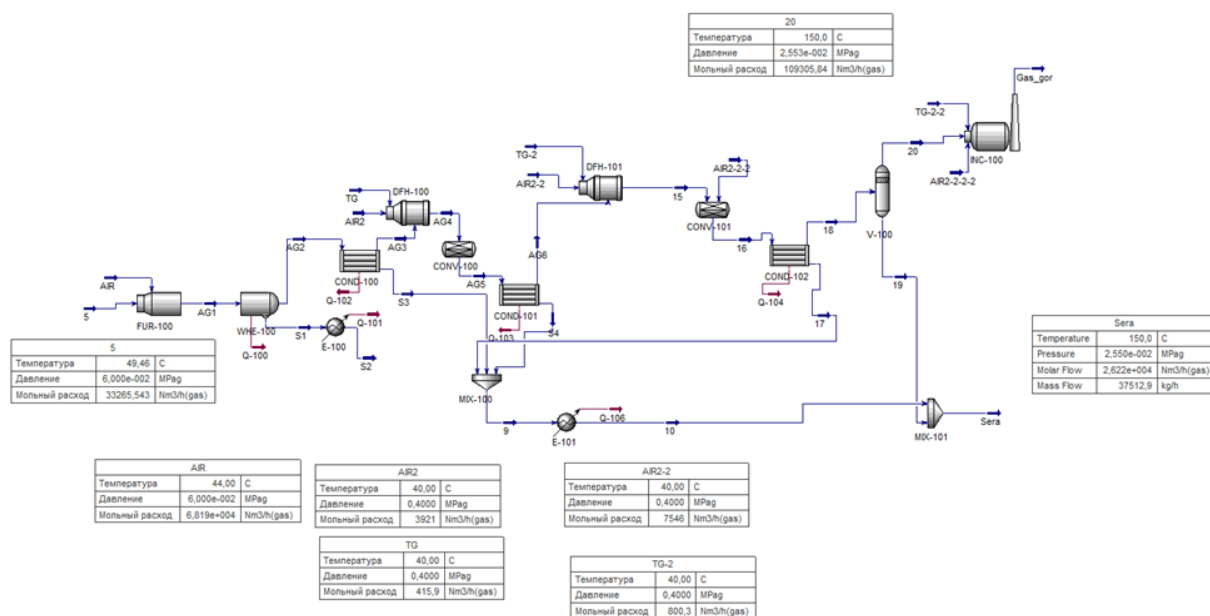 20
Температура 150,0 C
Давление 2,553e-002 MPag
Мольный расход 109305,84 Nm3/h(gas)
Gas_gor
TG-2-2
20
INC-100
AIR2-2-2-2
TG-2
DFH-101
AIR2-2
15
AIR2-2-2
CONV-101
16
18
V-100
COND-102
Q-104
17
19
TG
DFH-100
AIR2
AG4
AG3
CONV-100
AG6
AG2
COND-100
AG5
COND-101
Q-102
S3
Q-103
S4
AIR
5
FUR-100
AG1
WHE-100
Q-100
S1
Q-101
E-100
S2
MIX-100
9
Q-106
E-101
10
MIX-101
Sera
5
Температура 49,46 C
Давление 6,000e-002 MPag
Мольный расход 33265,543 Nm3/h(gas)
Sera
Temperature 150,0 C
Pressure 2,550e-002 MPag
Molar Flow 2,622e+004 Nm3/h(gas)
Mass Flow 37512,9 kg/h
AIR
Температура 44,00 C
Давление 6,000e-002 MPag
Мольный расход 6,819e+004 Nm3/h(gas)
AIR2
Температура 40,00 C
Давление 0,4000 MPag
Мольный расход 3921 Nm3/h(gas)
AIR2-2
Температура 40,00 C
Давление 0,4000 MPag
Мольный расход 7546 Nm3/h(gas)
TG
Температура 40,00 C
Давление 0,4000 MPag
Мольный расход 415,9 Nm3/h(gas)
TG-2
Температура 40,00 C
Давление 0,4000 MPag
Мольный расход 800,3 Nm3/h(gas)